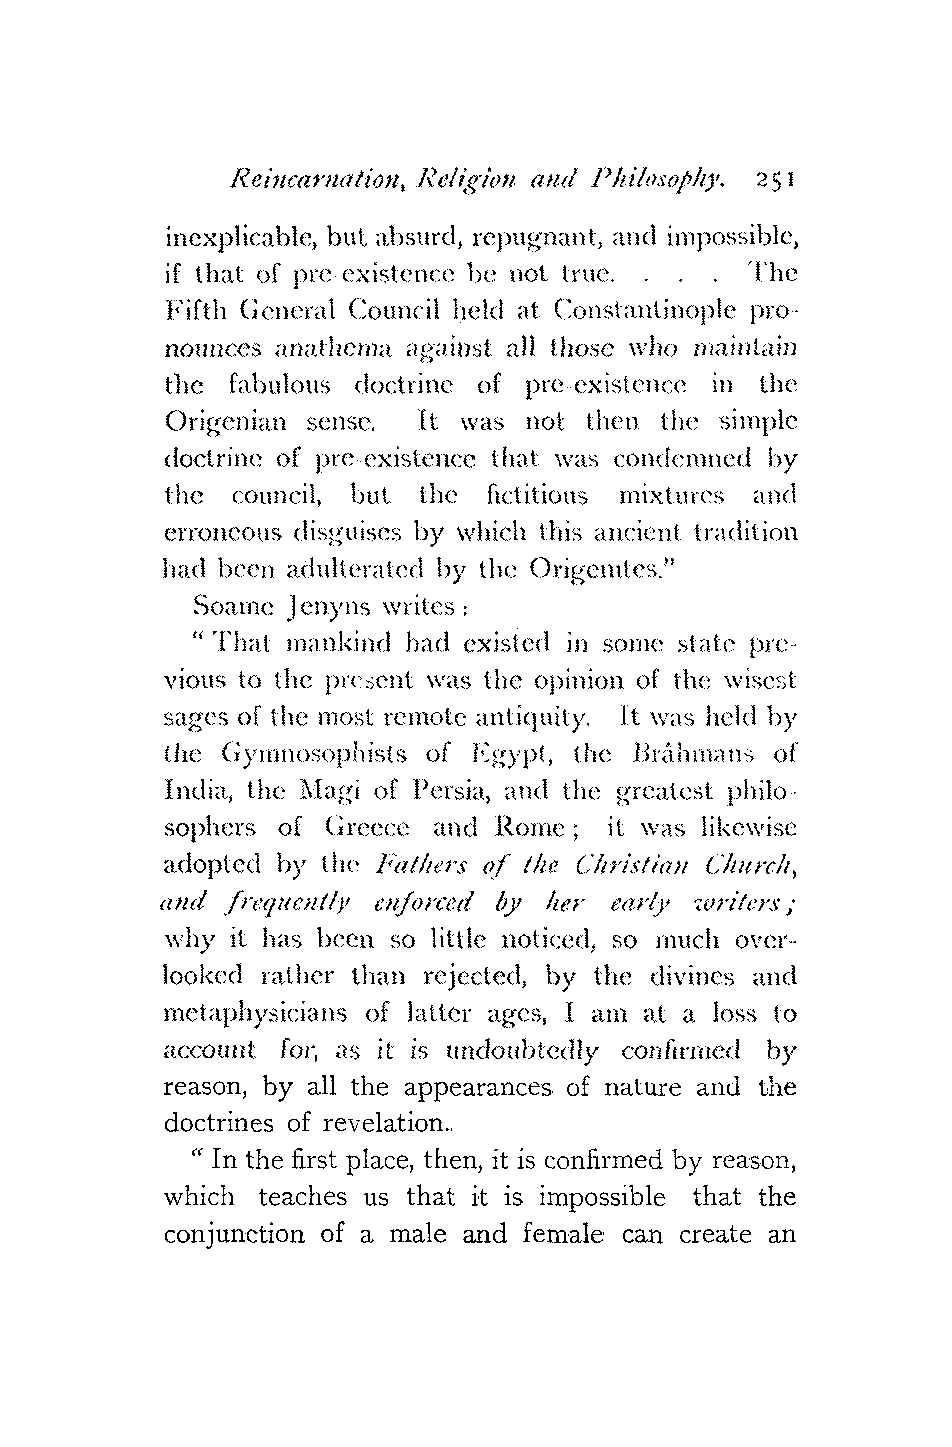 Reincarnation, Religion and Philosophy. 251
inexplicable, but absurd, repugnant, and impossible,
if that of pre-existence be not true. . . . The
Fifth General Council held at Constantinople pro-
nounces anathema against all those who maintain
the fabulous doctrine of pre-existence in the
Origenian sense. It was not then the simple
doctrine of pre-existence that was condemned by
the council, but the fictitious mixtures and
erroneous disguises by which this ancient tradition
had been adulterated by the Origenites."
Soame Jenyns writes:
" That mankind had existed in some state pre-
vious to the present was the opinion of the wisest
sages of the most remote antiquity. It was held by
the Gymnosophists of Egypt, the Brâhmans of
India, the Magi of Persia, and the greatest philo-
sophers of Greece and Rome; it was likewise
adopted by the Fathers of the Christian Church,
and frequently enforced by her early writers;
why it has been so little noticed, so much over-
looked rather than rejected, by the divines and
metaphysicians of latter ages, I am at a loss to
account for, as it is undoubtedly confirmed by
reason, by all the appearances of nature and the
doctrines of revelation..
" In the first place, then, it is confirmed by reason,
which teaches us that it is impossible that the
conjunction of a male and female can create an